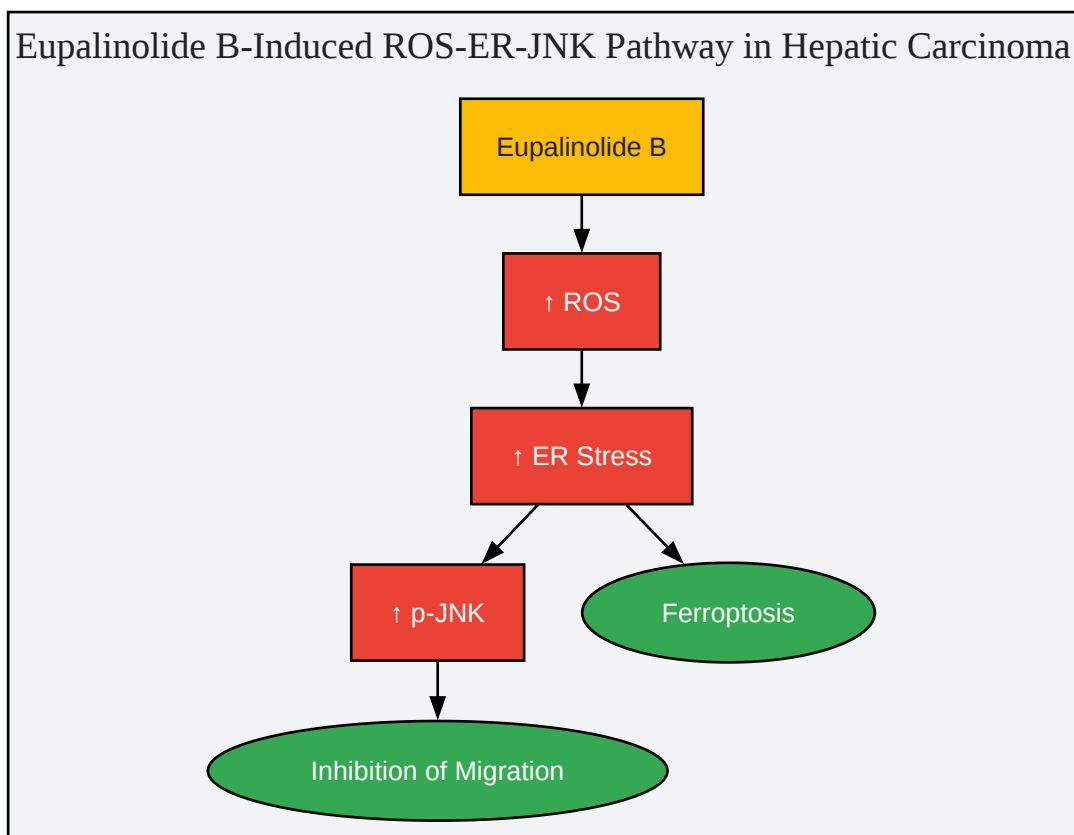 Eupalinolide B-Induced ROS-ER-JNK Pathway in Hepatic Carcinoma
Eupalinolide B
↑ ROS
↑ ER Stress
↑ p-JNK
Ferroptosis
Inhibition of Migration